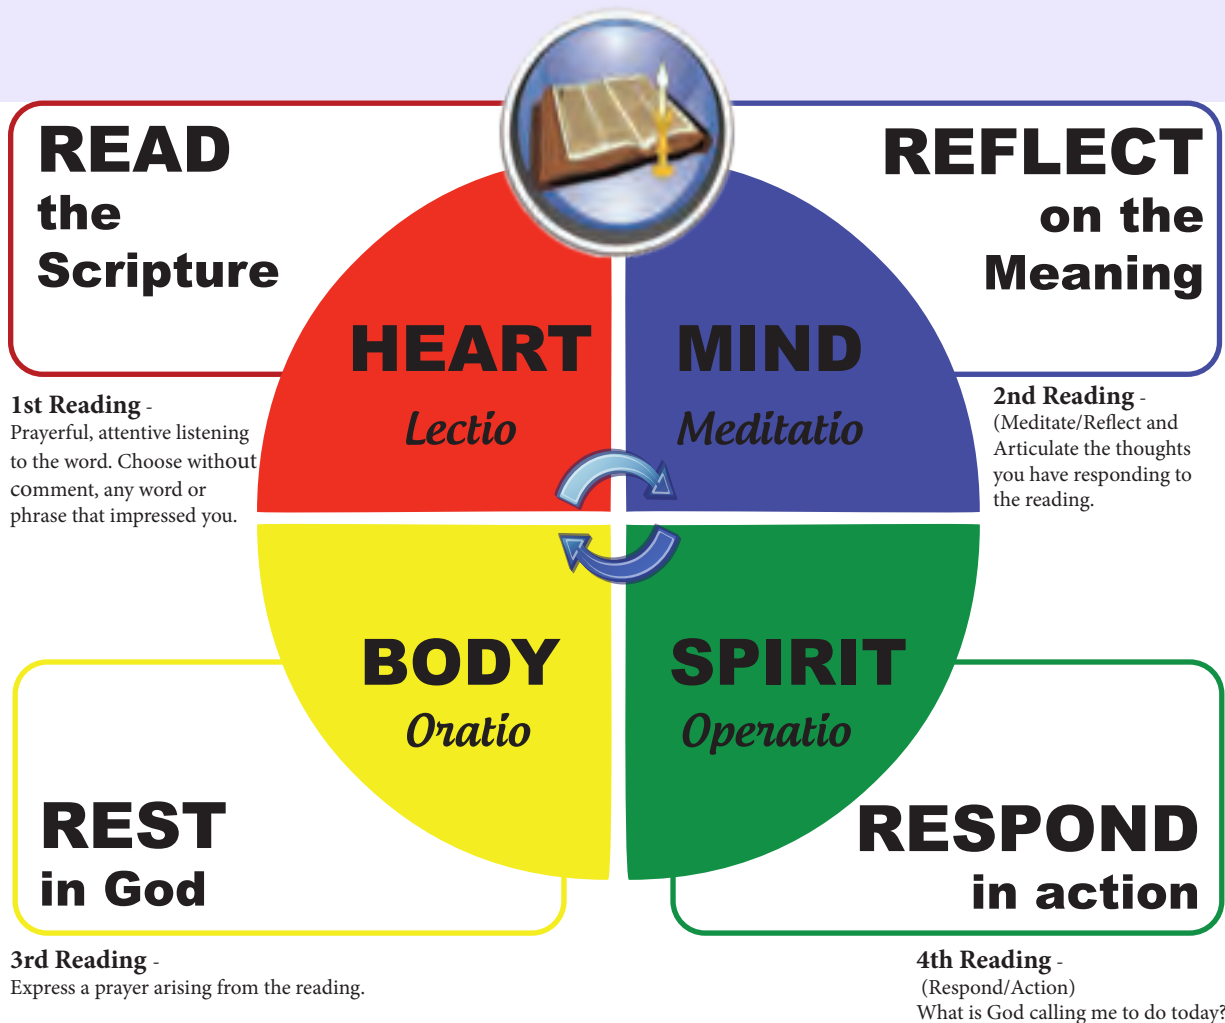 READ
the
Scripture
REFLECT
on the
Meaning
HEART
Lectio
MIND
Meditatio
1st Reading -
Prayerful, attentive listening
to the word. Choose without
comment, any word or
phrase that impressed you.
2nd Reading -
(Meditate/Reflect and
Articulate the thoughts
you have responding to
the reading.
BODY
Oratio
SPIRIT
Operatio
REST
in God
RESPOND
in action
3rd Reading -
Express a prayer arising from the reading.
4th Reading -
(Respond/Action)
What is God calling me to do today?